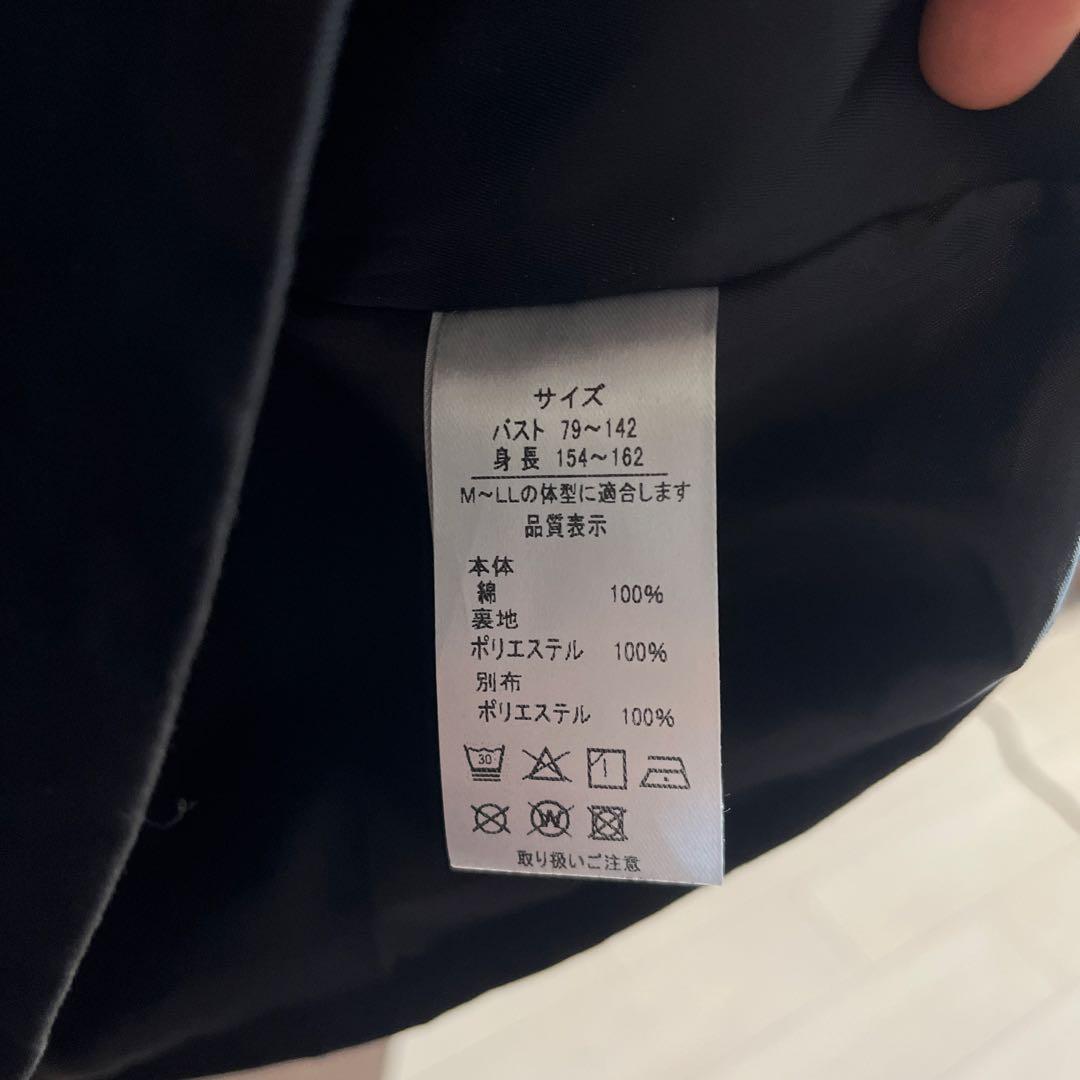 サイズ
バスト 79～142
身長 154～162
M～LLの体型に適合します
品質表示
本体
綿 100%
裏地
ポリエステル 100%
別布
ポリエステル 100%
30
W
取り扱いご注意